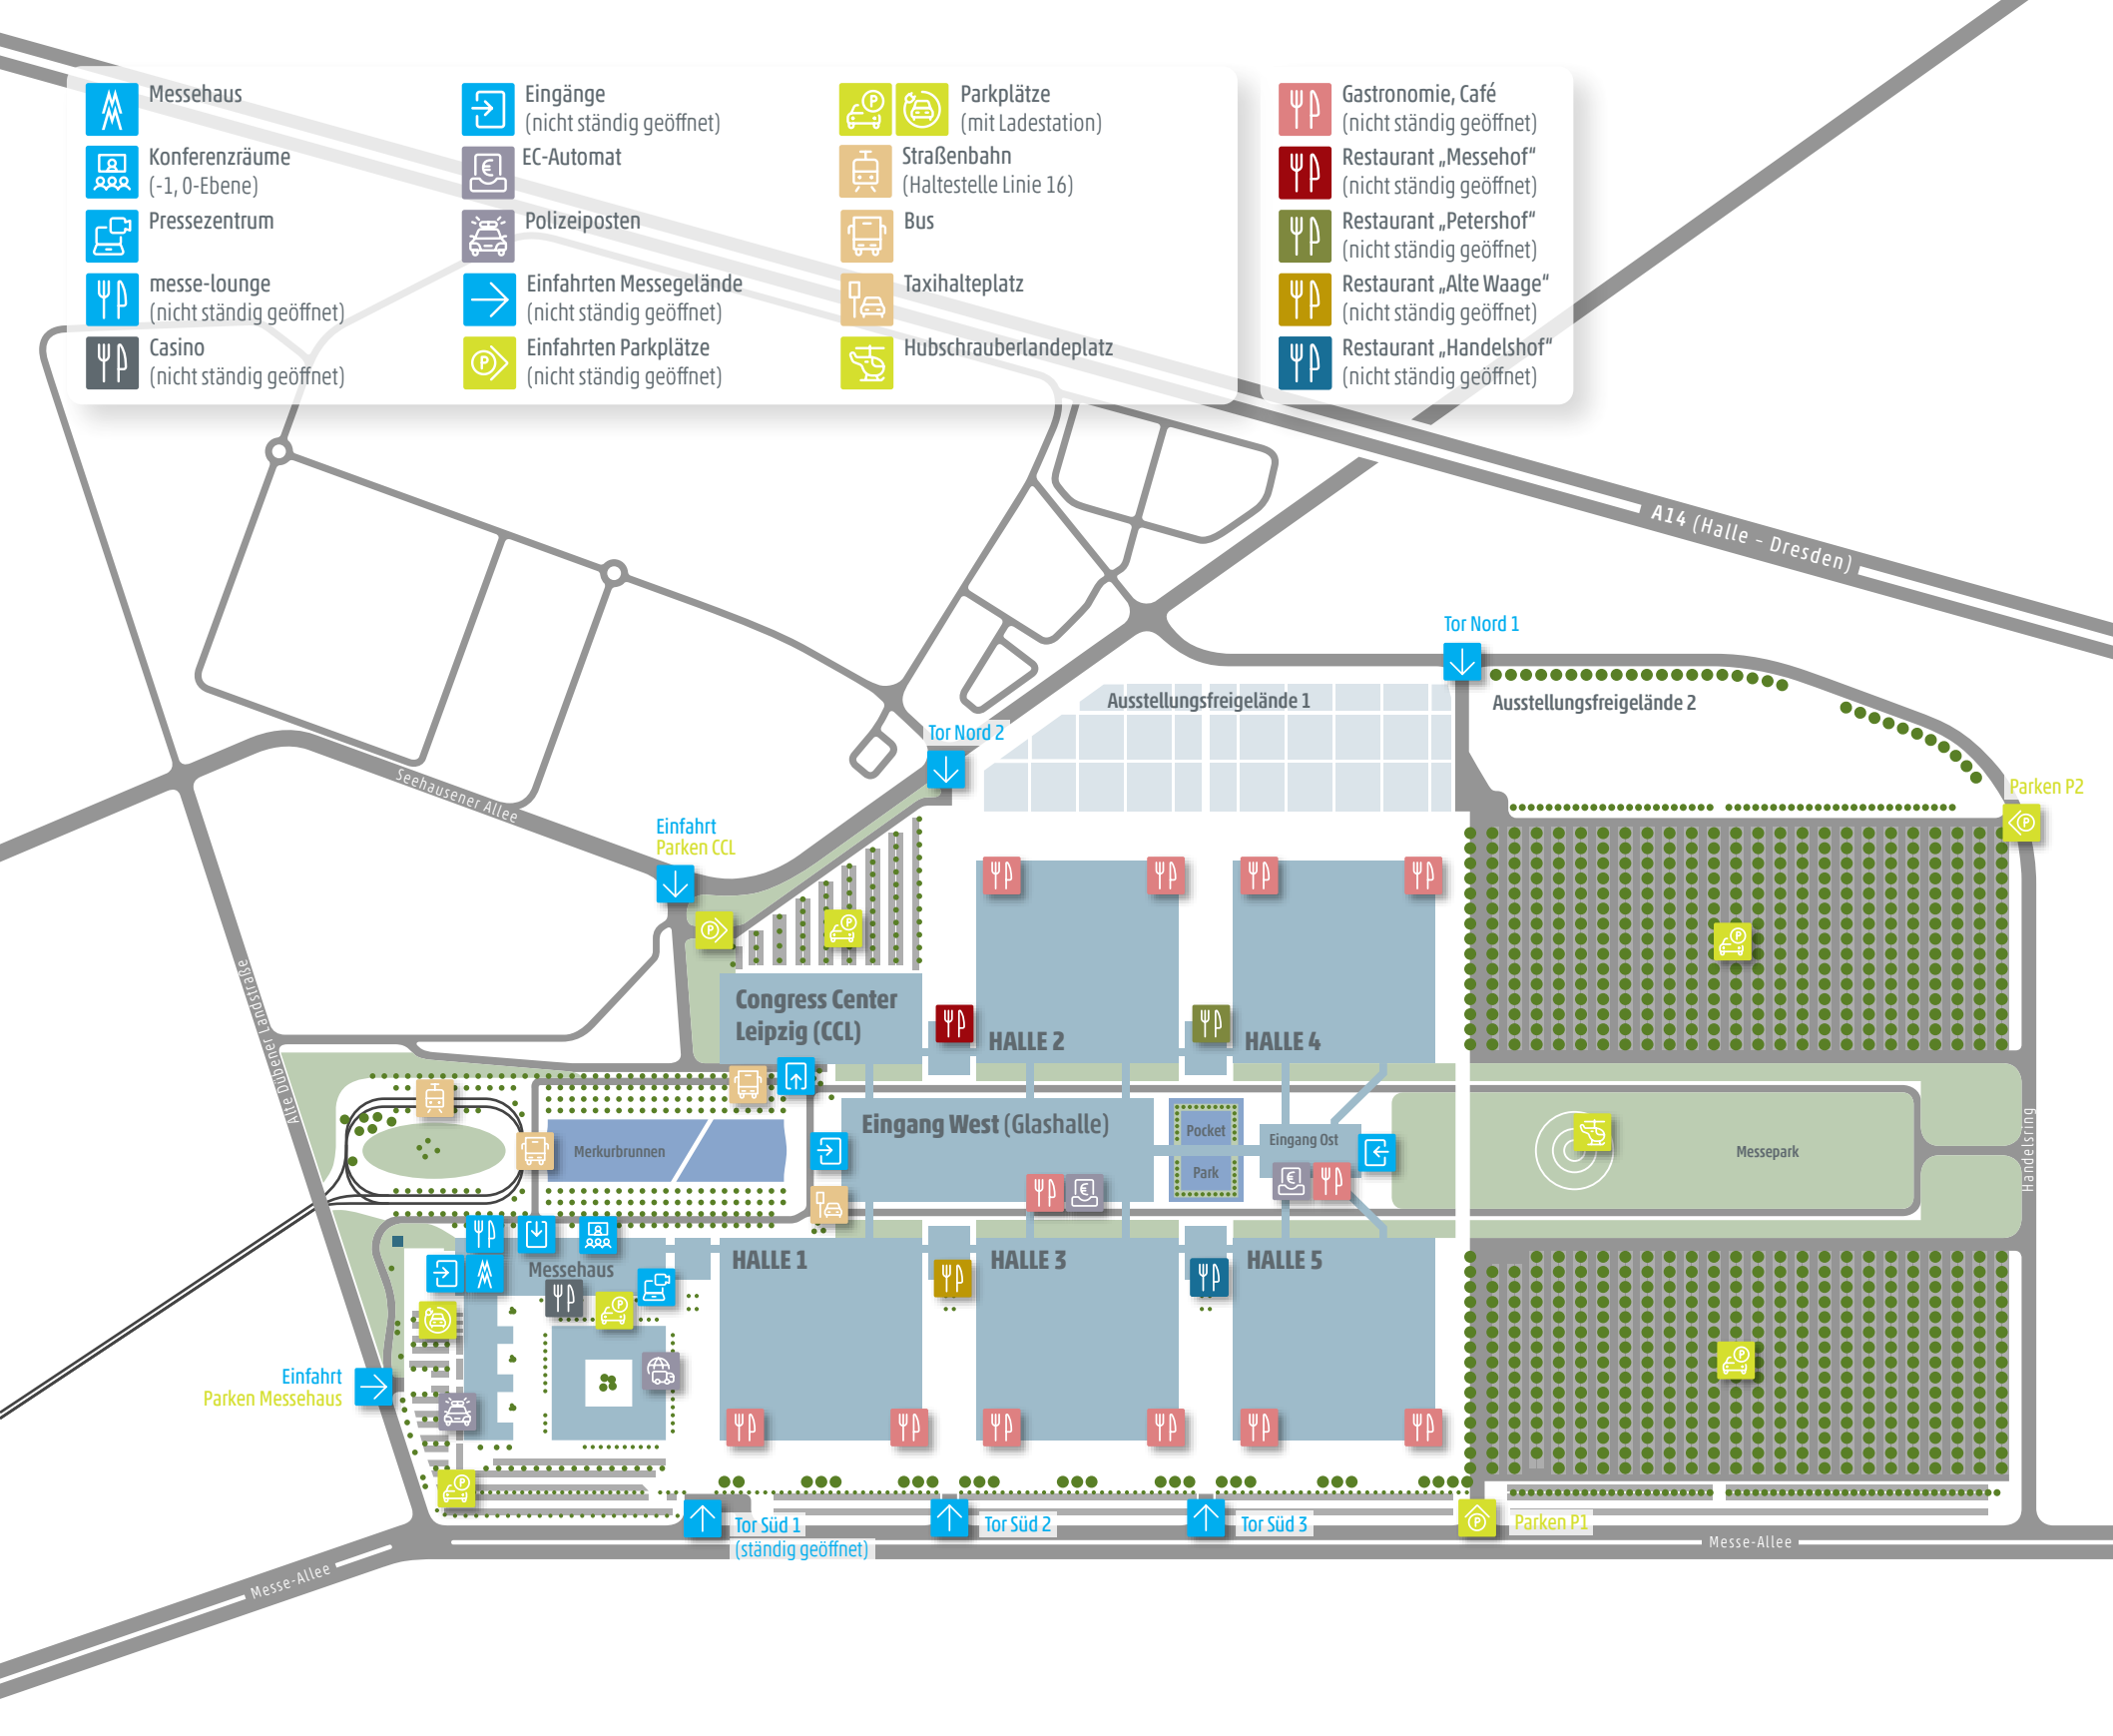 Messehaus
Konferenzräume
(-1, 0-Ebene)
Pressezentrum
messe-lounge
(nicht ständig geöffnet)
Casino
(nicht ständig geöffnet)
Eingänge
(nicht ständig geöffnet)
EC-Automat
Polizeiposten
Einfahrten Messegelände
(nicht ständig geöffnet)
Einfahrten Parkplätze
(nicht ständig geöffnet)
Parkplätze
(mit Ladestation)
Straßenbahn
(Haltestelle Linie 16)
Bus
Taxihalteplatz
Hubschrauberlandeplatz
Gastronomie, Café
(nicht ständig geöffnet)
Restaurant „Messehof“
(nicht ständig geöffnet)
Restaurant „Petershof“
(nicht ständig geöffnet)
Restaurant „Alte Waage“
(nicht ständig geöffnet)
Restaurant „Handelshof“
(nicht ständig geöffnet)
A14 (Halle – Dresden)
Tor Nord 1
Ausstellungsfreigelände 1
Ausstellungsfreigelände 2
Tor Nord 2
Seehausener Allee
Parken P2
Einfahrt
Parken CCL
Congress Center
Leipzig (CCL)
HALLE 2
HALLE 4
Alte Dübener Landstraße
Eingang West (Glashalle)
Pocket
Park
Eingang Ost
Merkurbrunnen
Messepark
Handelsring
Messehaus
HALLE 1
HALLE 3
HALLE 5
Einfahrt
Parken Messehaus
Tor Süd 1
(ständig geöffnet)
Tor Süd 2
Tor Süd 3
Parken P1
Messe-Allee
Messe-Allee